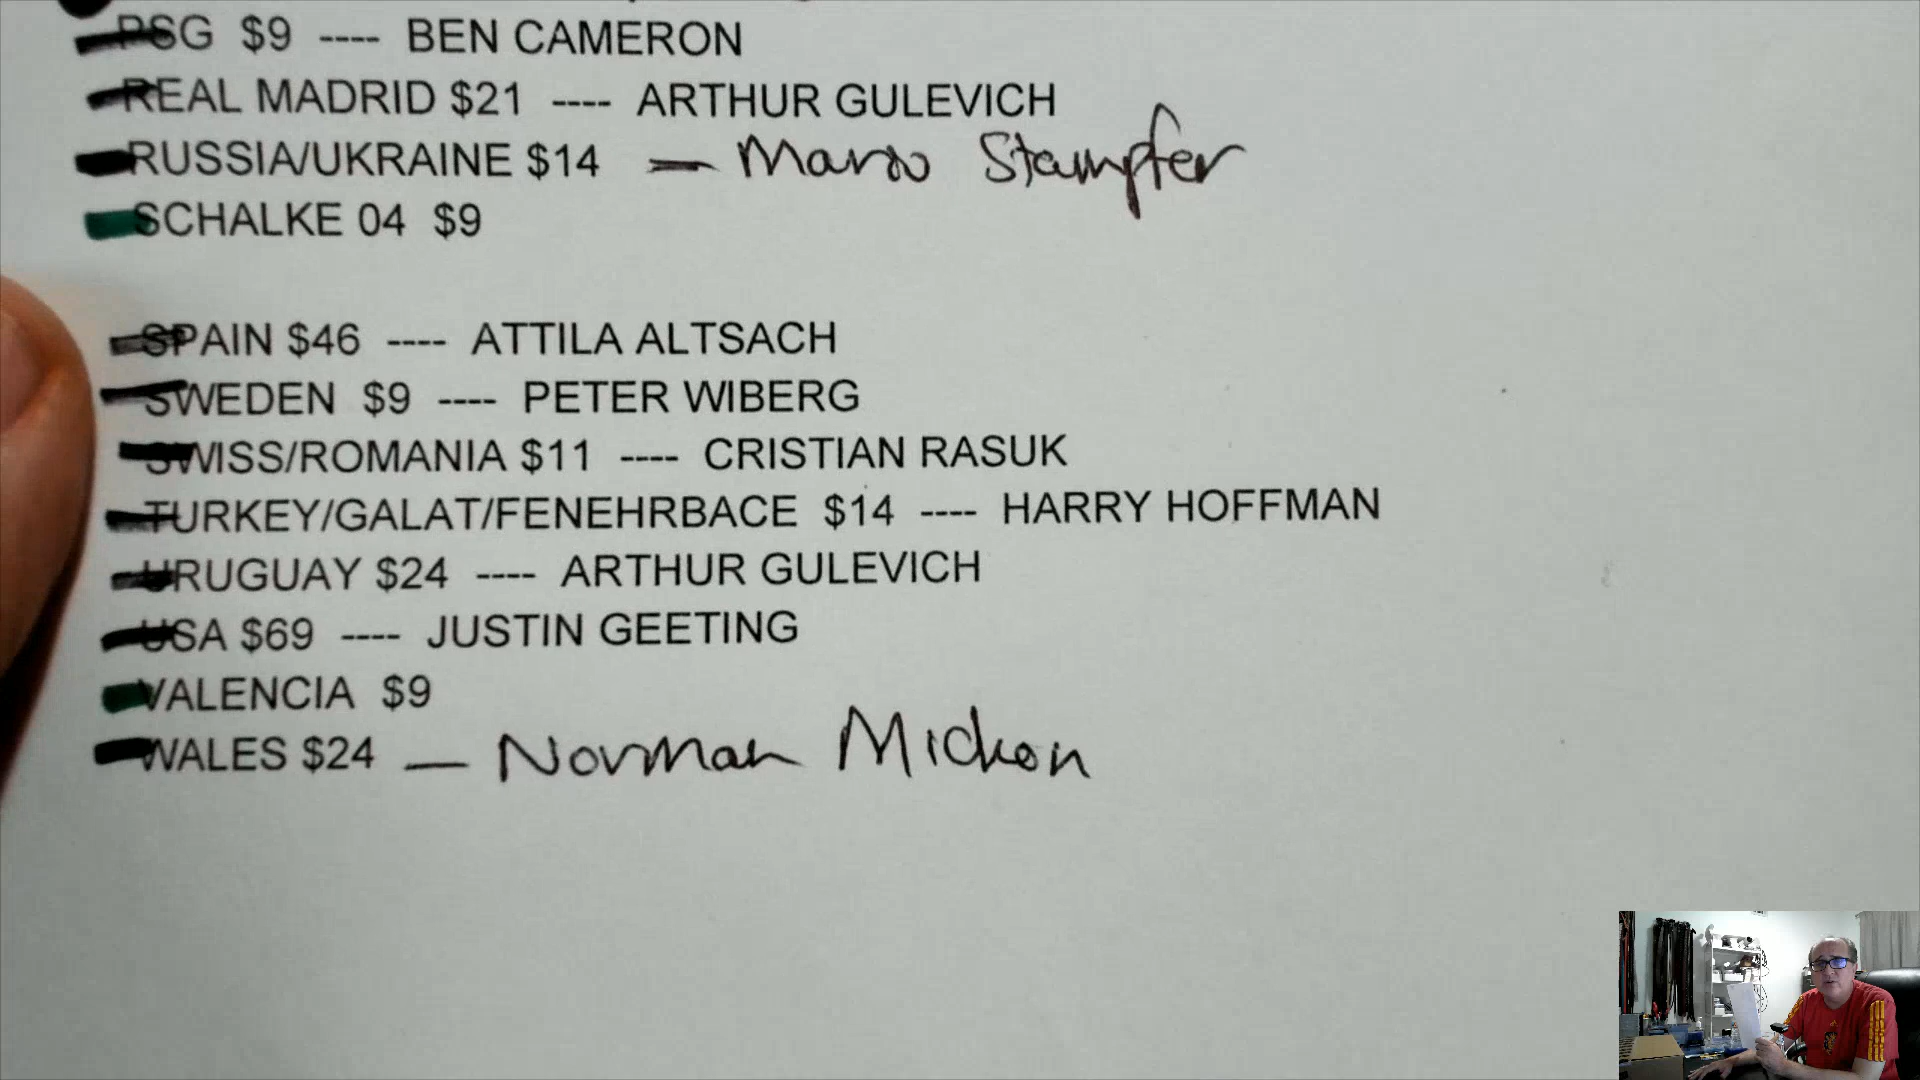 PSG $9 ---- BEN CAMERON
REAL MADRID $21 ---- ARTHUR GULEVICH
RUSSIA/UKRAINE $14 — Stampfer
SCHALKE 04 $9
SPAIN $46 ---- ATTILA ALTSACH
SWEDEN $9 ---- PETER WIBERG
SWISS/ROMANIA $11 ---- CRISTIAN RASUK
TURKEY/GALAT/FENEHRBACE $14 ---- HARRY HOFFMAN
URUGUAY $24 ---- ARTHUR GULEVICH
USA $69 ---- JUSTIN GEETING
VALENCIA $9
WALES $24 — Norman Mickon